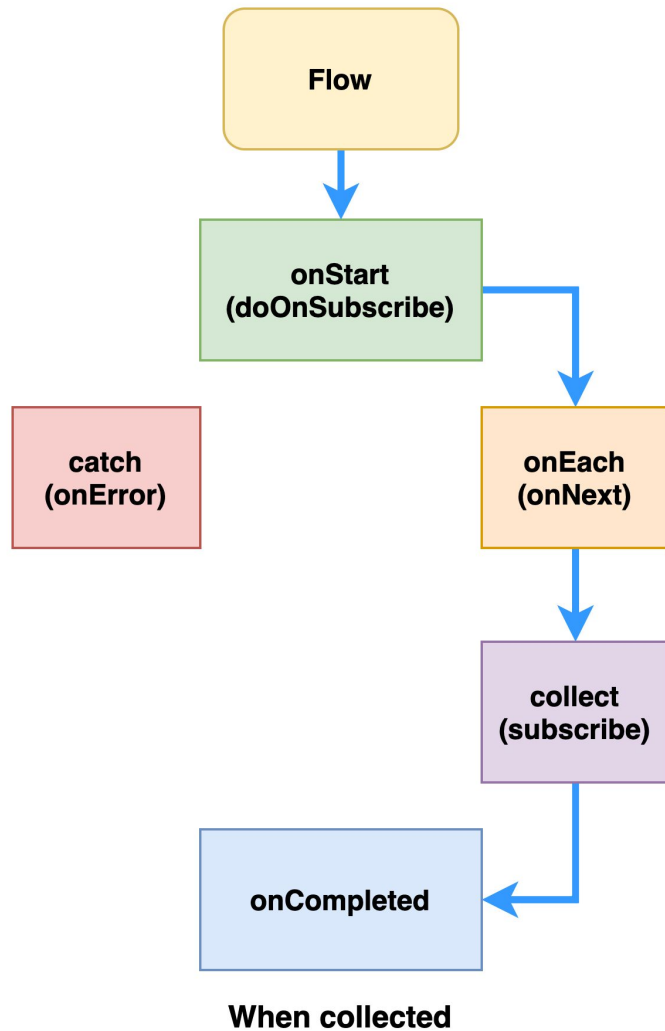 Flow
onStart
(doOnSubscribe)
catch
(onError)
onEach
(onNext)
collect
(subscribe)
onCompleted
When collected